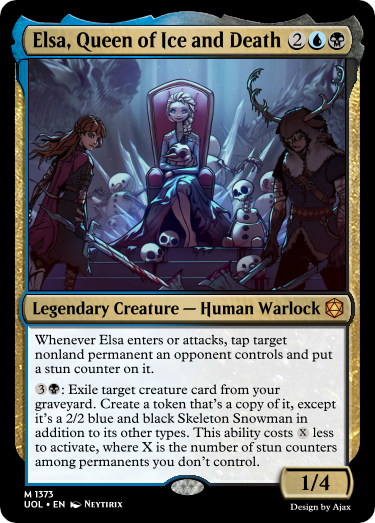 Elsa, Queen of Ice and Death 2
Legendary Creature — Human Warlock
Whenever Elsa enters or attacks, tap target
nonland permanent an opponent controls and put
a stun counter on it.
3: Exile target creature card from your
graveyard. Create a token that's a copy of it, except
it's a 2/2 blue and black Skeleton Snowman in
addition to its other types. This ability costs X less
to activate, where X is the number of stun counters
among permanents you don't control.
1/4
M 1373
UOL • EN Neytirix
Design by Ajax